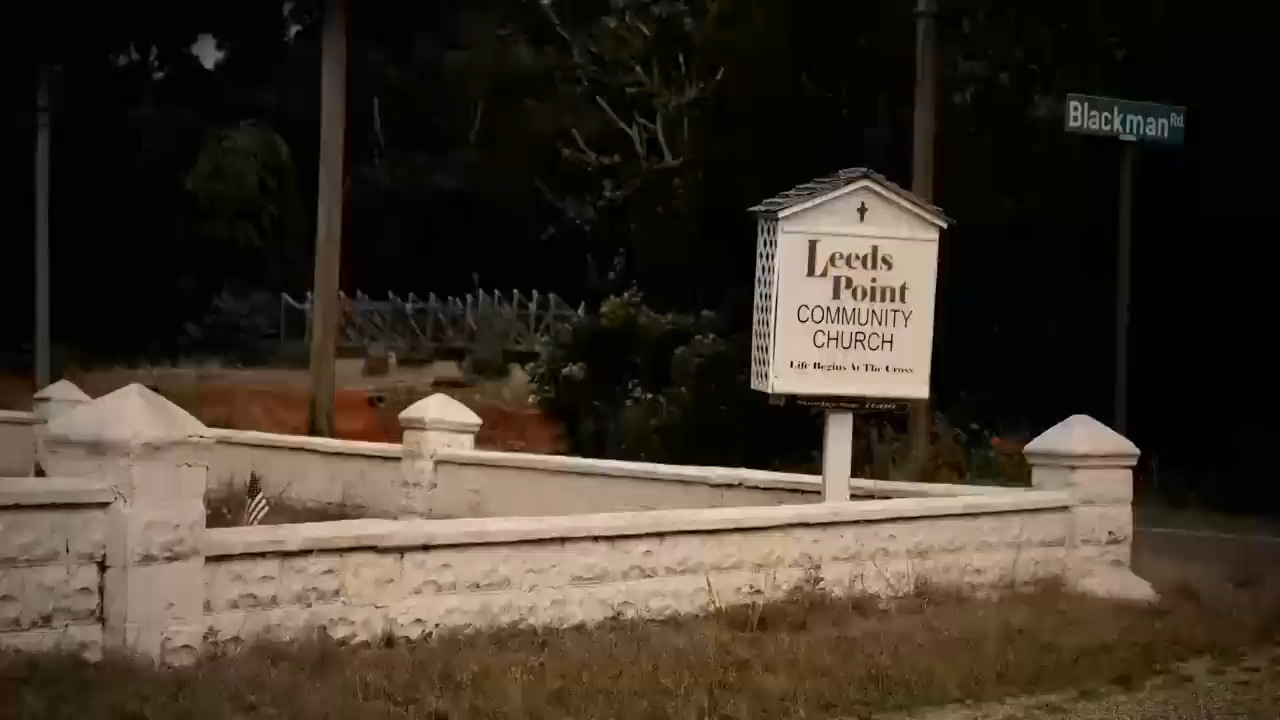 Blackman Rd.
Leeds
Point
COMMUNITY
CHURCH
Life Begins At The Cross